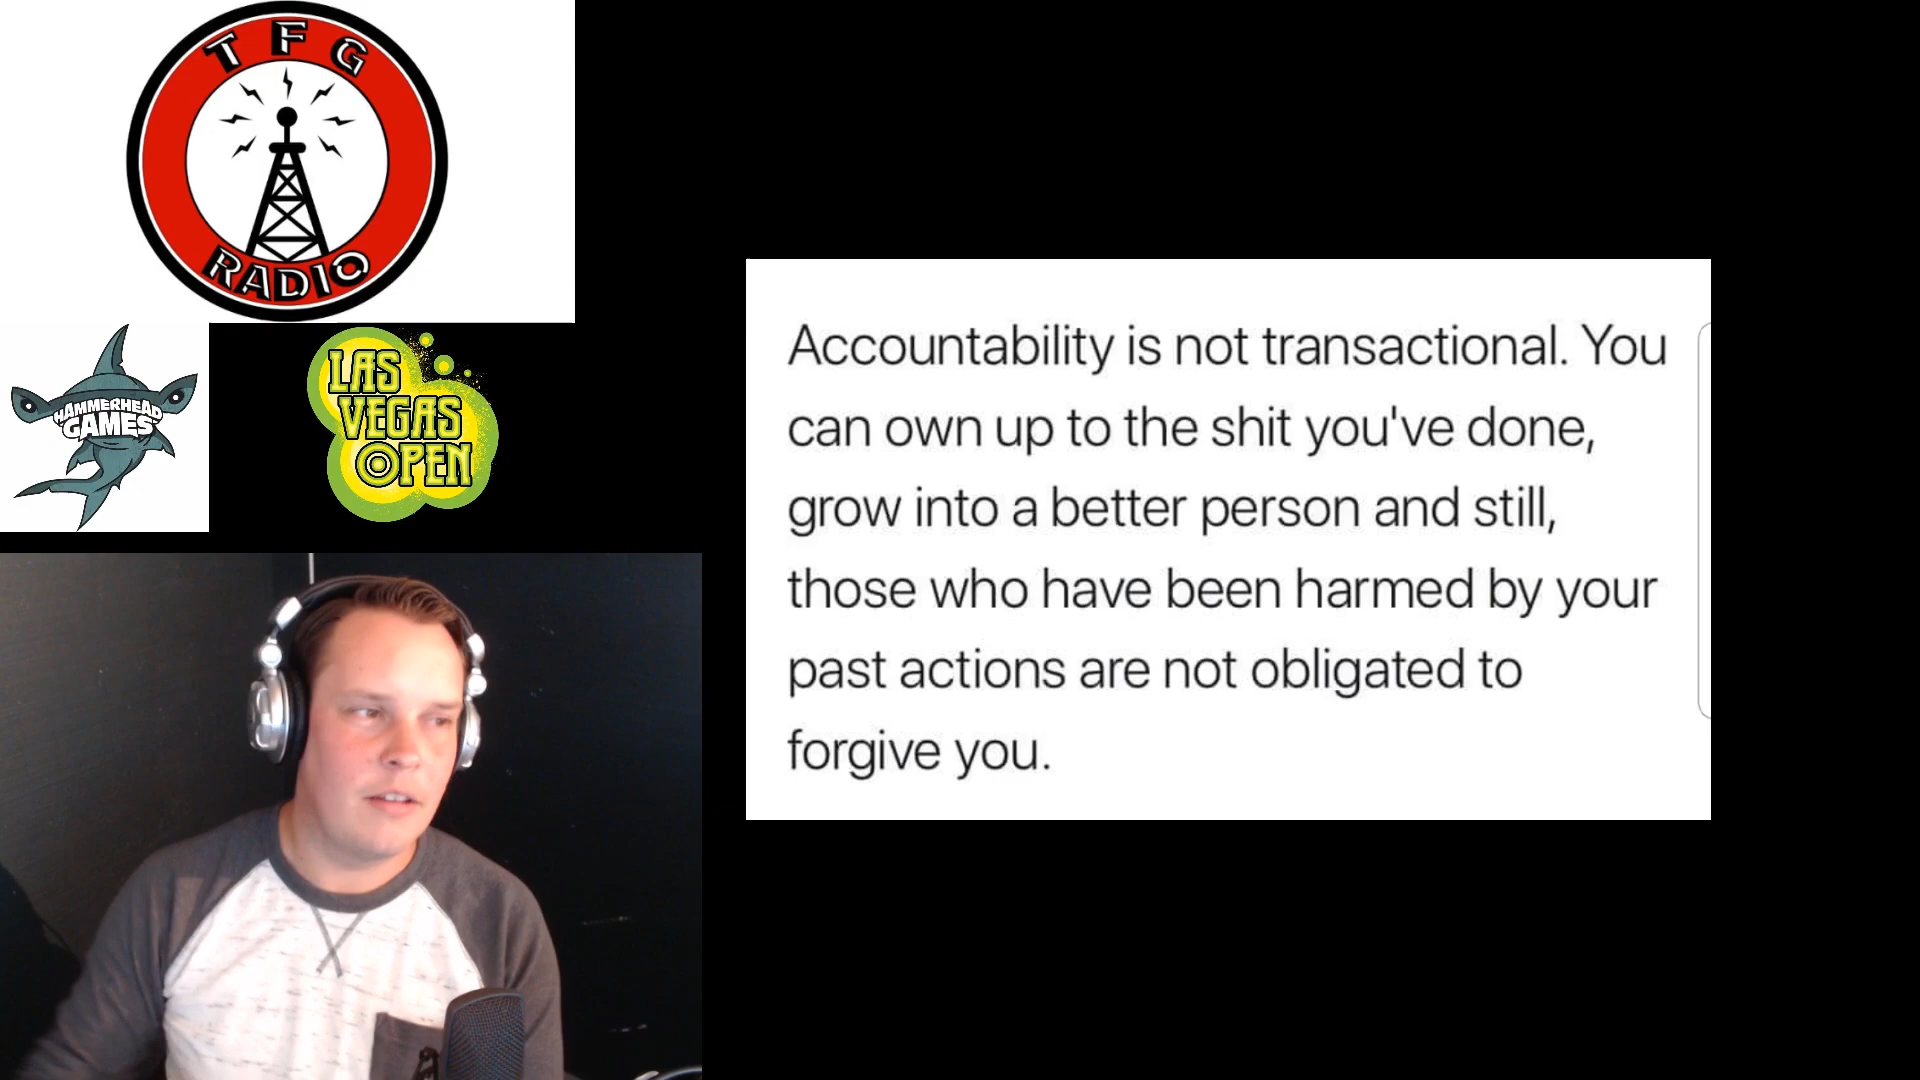 TFG
RADIO
HAMMERHEAD
GAMES
LAS
VEGAS
OPEN
Accountability is not transactional. You
can own up to the shit you've done,
grow into a better person and still,
those who have been harmed by your
past actions are not obligated to
forgive you.